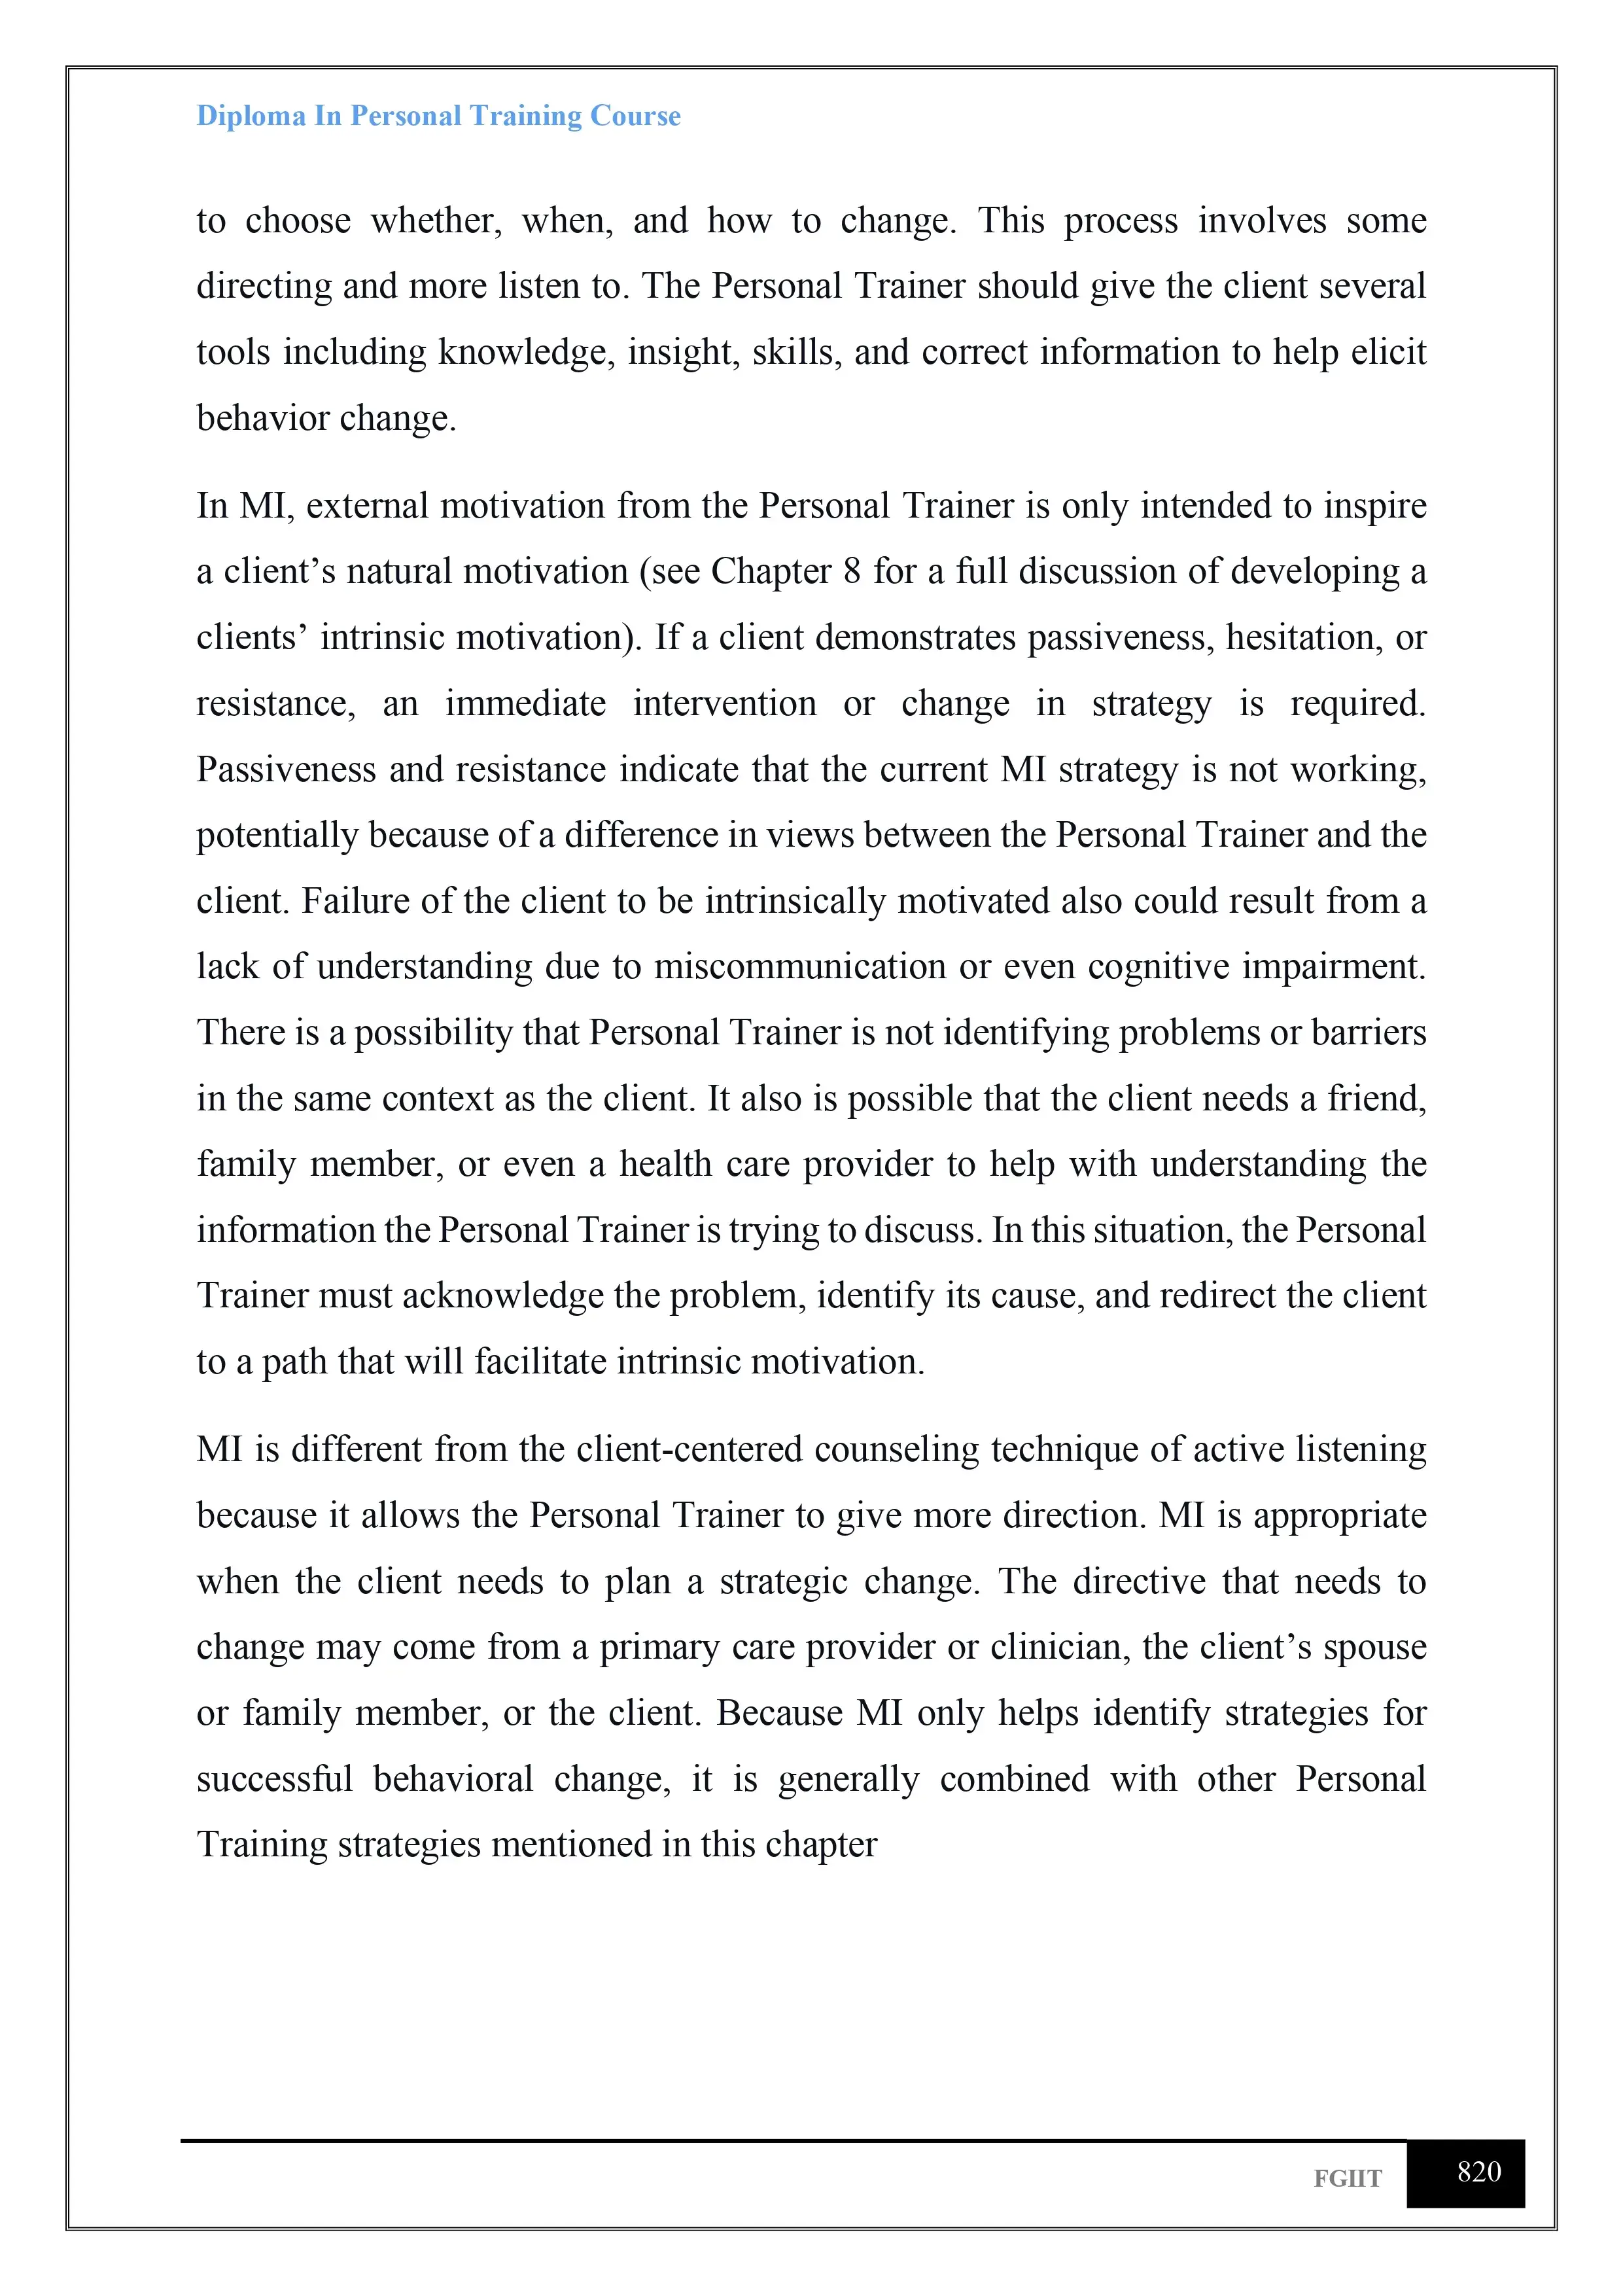 Diploma In Personal Training Course
to choose whether, when, and how to change. This process involves some
directing and more listen to. The Personal Trainer should give the client several
tools including knowledge, insight, skills, and correct information to help elicit
behavior change.
In MI, external motivation from the Personal Trainer is only intended to inspire
a client’s natural motivation (see Chapter 8 for a full discussion of developing a
clients’ intrinsic motivation). If a client demonstrates passiveness, hesitation, or
resistance, an immediate intervention or change in strategy is required.
Passiveness and resistance indicate that the current MI strategy is not working,
potentially because of a difference in views between the Personal Trainer and the
client. Failure of the client to be intrinsically motivated also could result from a
lack of understanding due to miscommunication or even cognitive impairment.
There is a possibility that Personal Trainer is not identifying problems or barriers
in the same context as the client. It also is possible that the client needs a friend,
family member, or even a health care provider to help with understanding the
information the Personal Trainer is trying to discuss. In this situation, the Personal
Trainer must acknowledge the problem, identify its cause, and redirect the client
to a path that will facilitate intrinsic motivation.
MI is different from the client-centered counseling technique of active listening
because it allows the Personal Trainer to give more direction. MI is appropriate
when the client needs to plan a strategic change. The directive that needs to
change may come from a primary care provider or clinician, the client’s spouse
or family member, or the client. Because MI only helps identify strategies for
successful behavioral change, it is generally combined with other Personal
Training strategies mentioned in this chapter
FGIIT 820